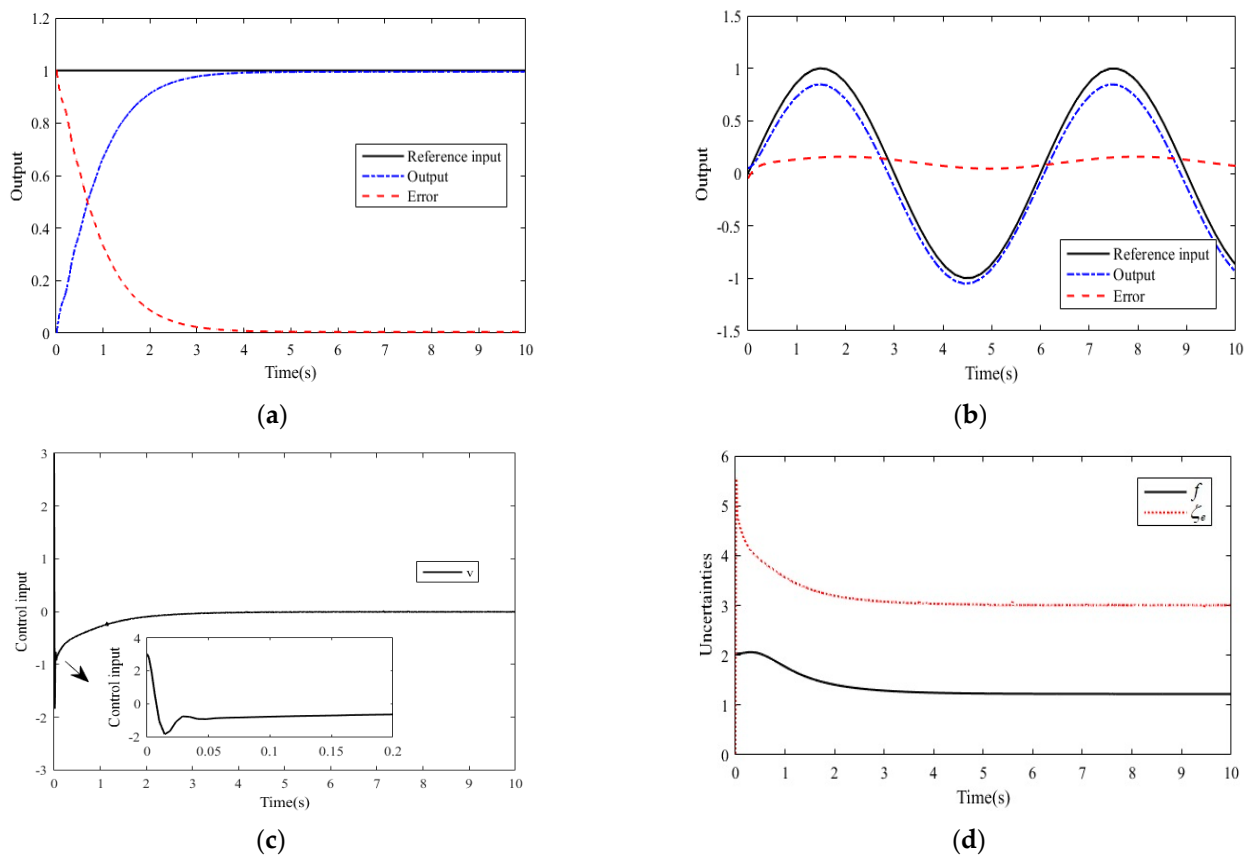 1.2
1
0.8
0.6
0.4
0.2
0
Output
Reference input
Output
Error
0 1 2 3 4 5 6 7 8 9 10
Time(s)
(a)
1.5
1
0.5
0
-0.5
-1
-1.5
Output
Reference input
Output
Error
0 1 2 3 4 5 6 7 8 9 10
Time(s)
(b)
3
2
1
0
-1
-2
-3
Control input
v
4
2
0
-2
Control input
0 0.05 0.1 0.15 0.2
0 1 2 3 4 5 6 7 8 9 10
Time(s)
(c)
6
5
4
3
2
1
0
Uncertainties
f
ζe
0 1 2 3 4 5 6 7 8 9 10
Time(s)
(d)